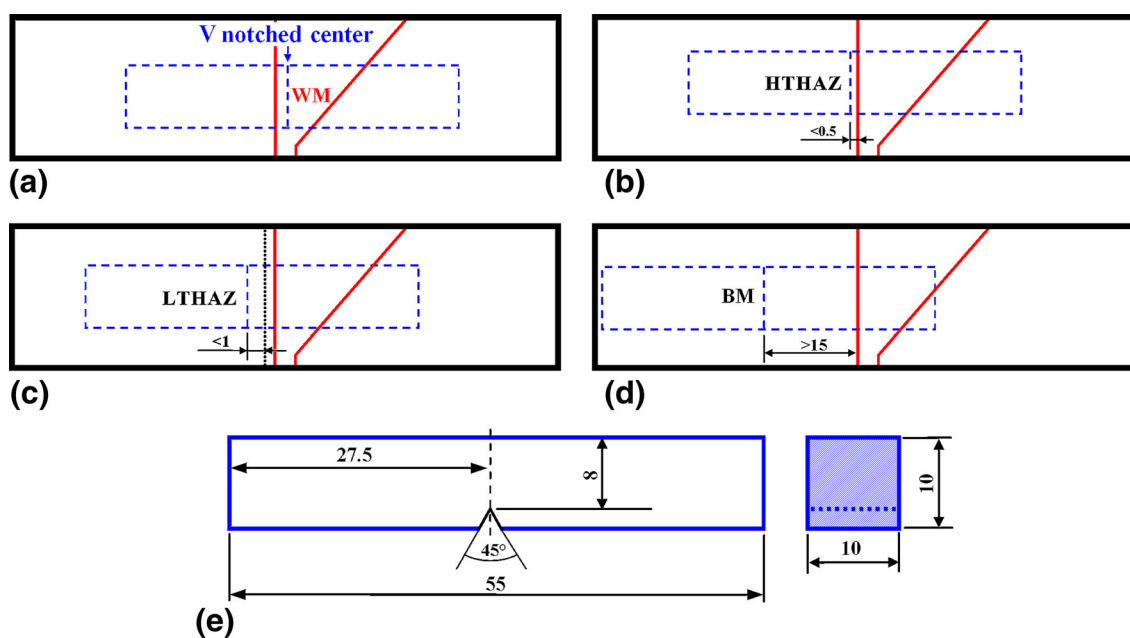 V notched center
WM
(a)
HTHAZ
<0.5
(b)
LTHAZ
<1
(c)
BM
>15
(d)
27.5
8
45°
55
10
10
(e)